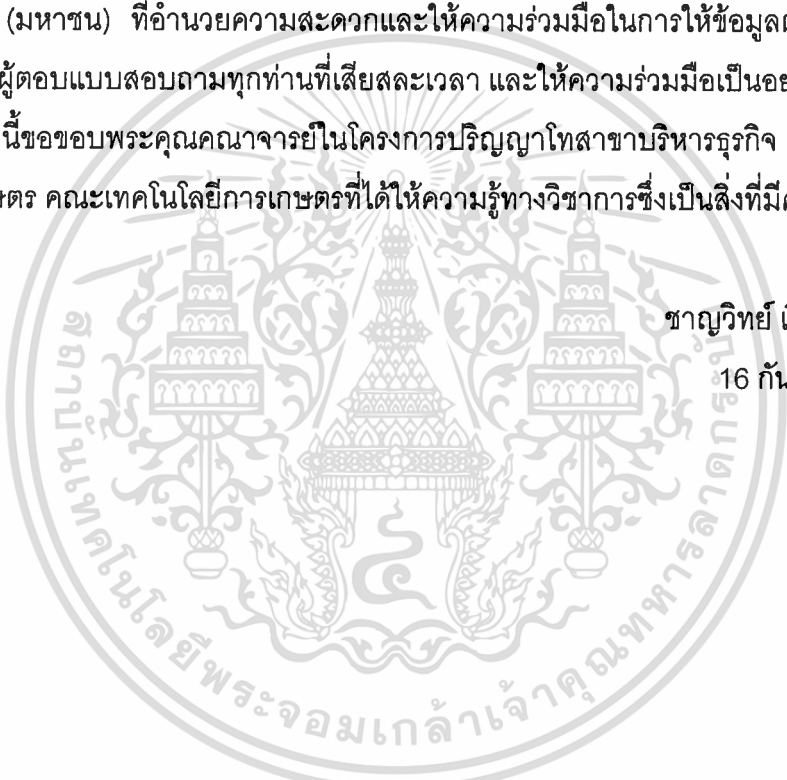 (มหาชน) ที่อำนวยความสะดวกและให้ความร่วมมือในการให้ข้อมูล
ผู้ตอบแบบสอบถามทุกท่านที่เสียสละเวลา และให้ความร่วมมือเป็นอย
นี้ขอขอบพระคุณคณาจารย์ในโครงการปริญญาโทสาขาบริหารธุรกิจ
ษตร คณะเทคโนโลยีการเกษตรที่ได้ให้ความรู้ทางวิชาการซึ่งเป็นสิ่งที่มี
ชาญวิทย์
16 กัน
สถาบันเทคโนโลยีพระจอมเกล้าเจ้าคุณทหารลาดกระบัง